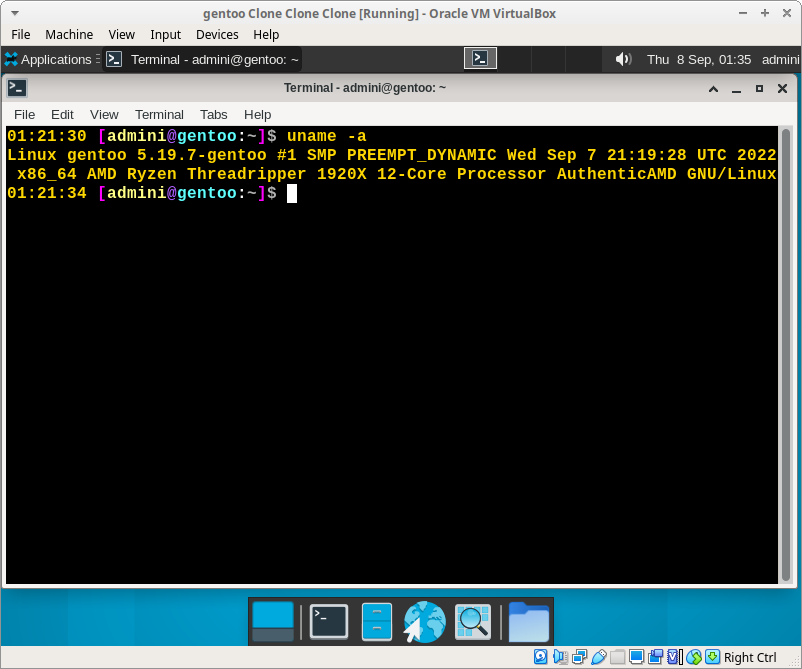 gentoo Clone Clone Clone [Running] - Oracle VM VirtualBox
File Machine View Input Devices Help
Applications Terminal - admini@gentoo: ~ Thu 8 Sep, 01:35 admini
Terminal - admini@gentoo: ~
File Edit View Terminal Tabs Help
01:21:30 [admini@gentoo:~]$ uname -a
Linux gentoo 5.19.7-gentoo #1 SMP PREEMPT_DYNAMIC Wed Sep 7 21:19:28 UTC 2022
x86_64 AMD Ryzen Threadripper 1920X 12-Core Processor AuthenticAMD GNU/Linux
01:21:34 [admini@gentoo:~]$
Right Ctrl